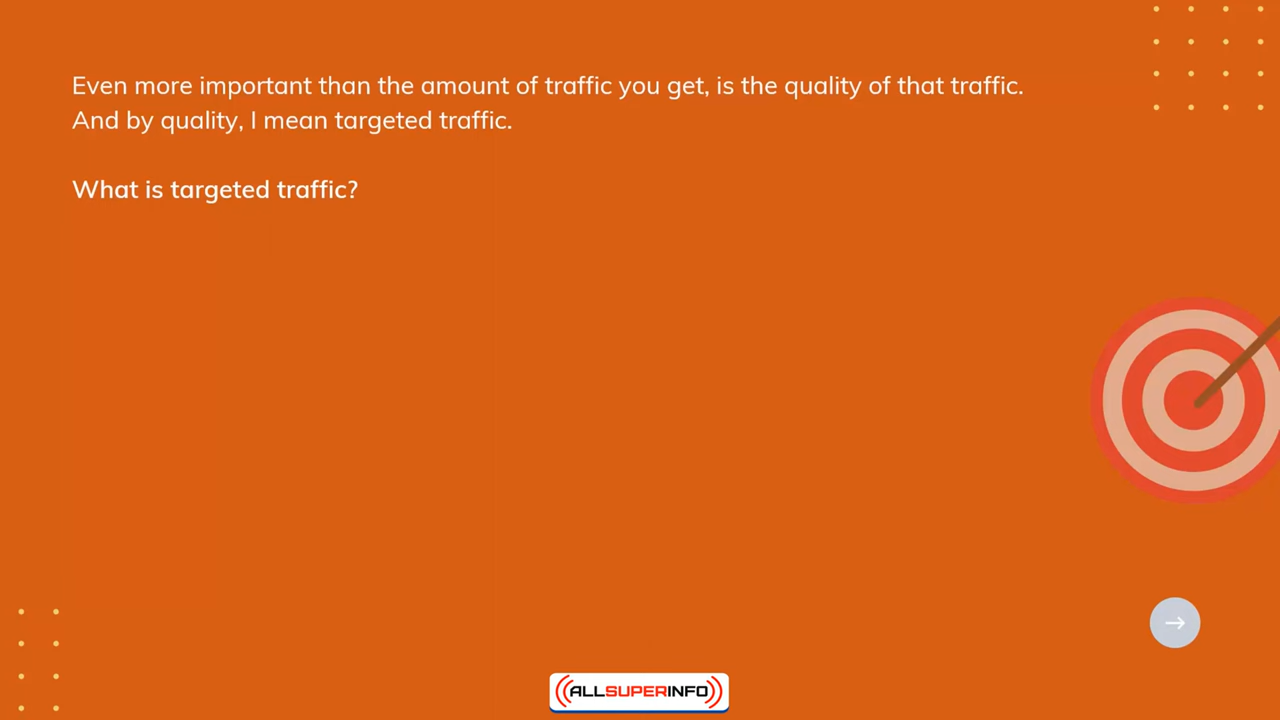 Even more important than the amount of traffic you get, is the quality of that traffic.
And by quality, I mean targeted traffic.
What is targeted traffic?
ALLSUPERINFO